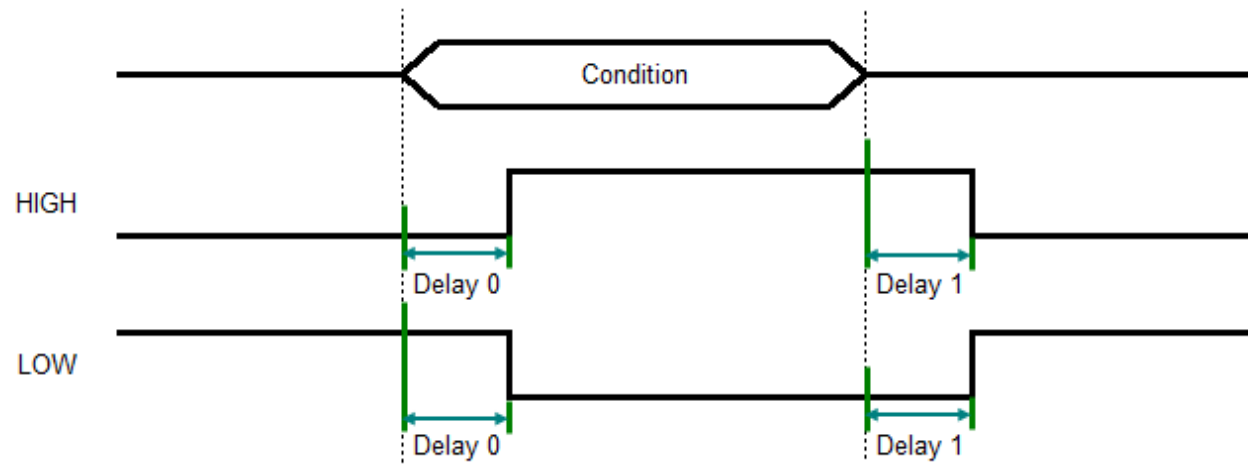 Condition
HIGH
Delay 0
Delay 1
LOW
Delay 0
Delay 1